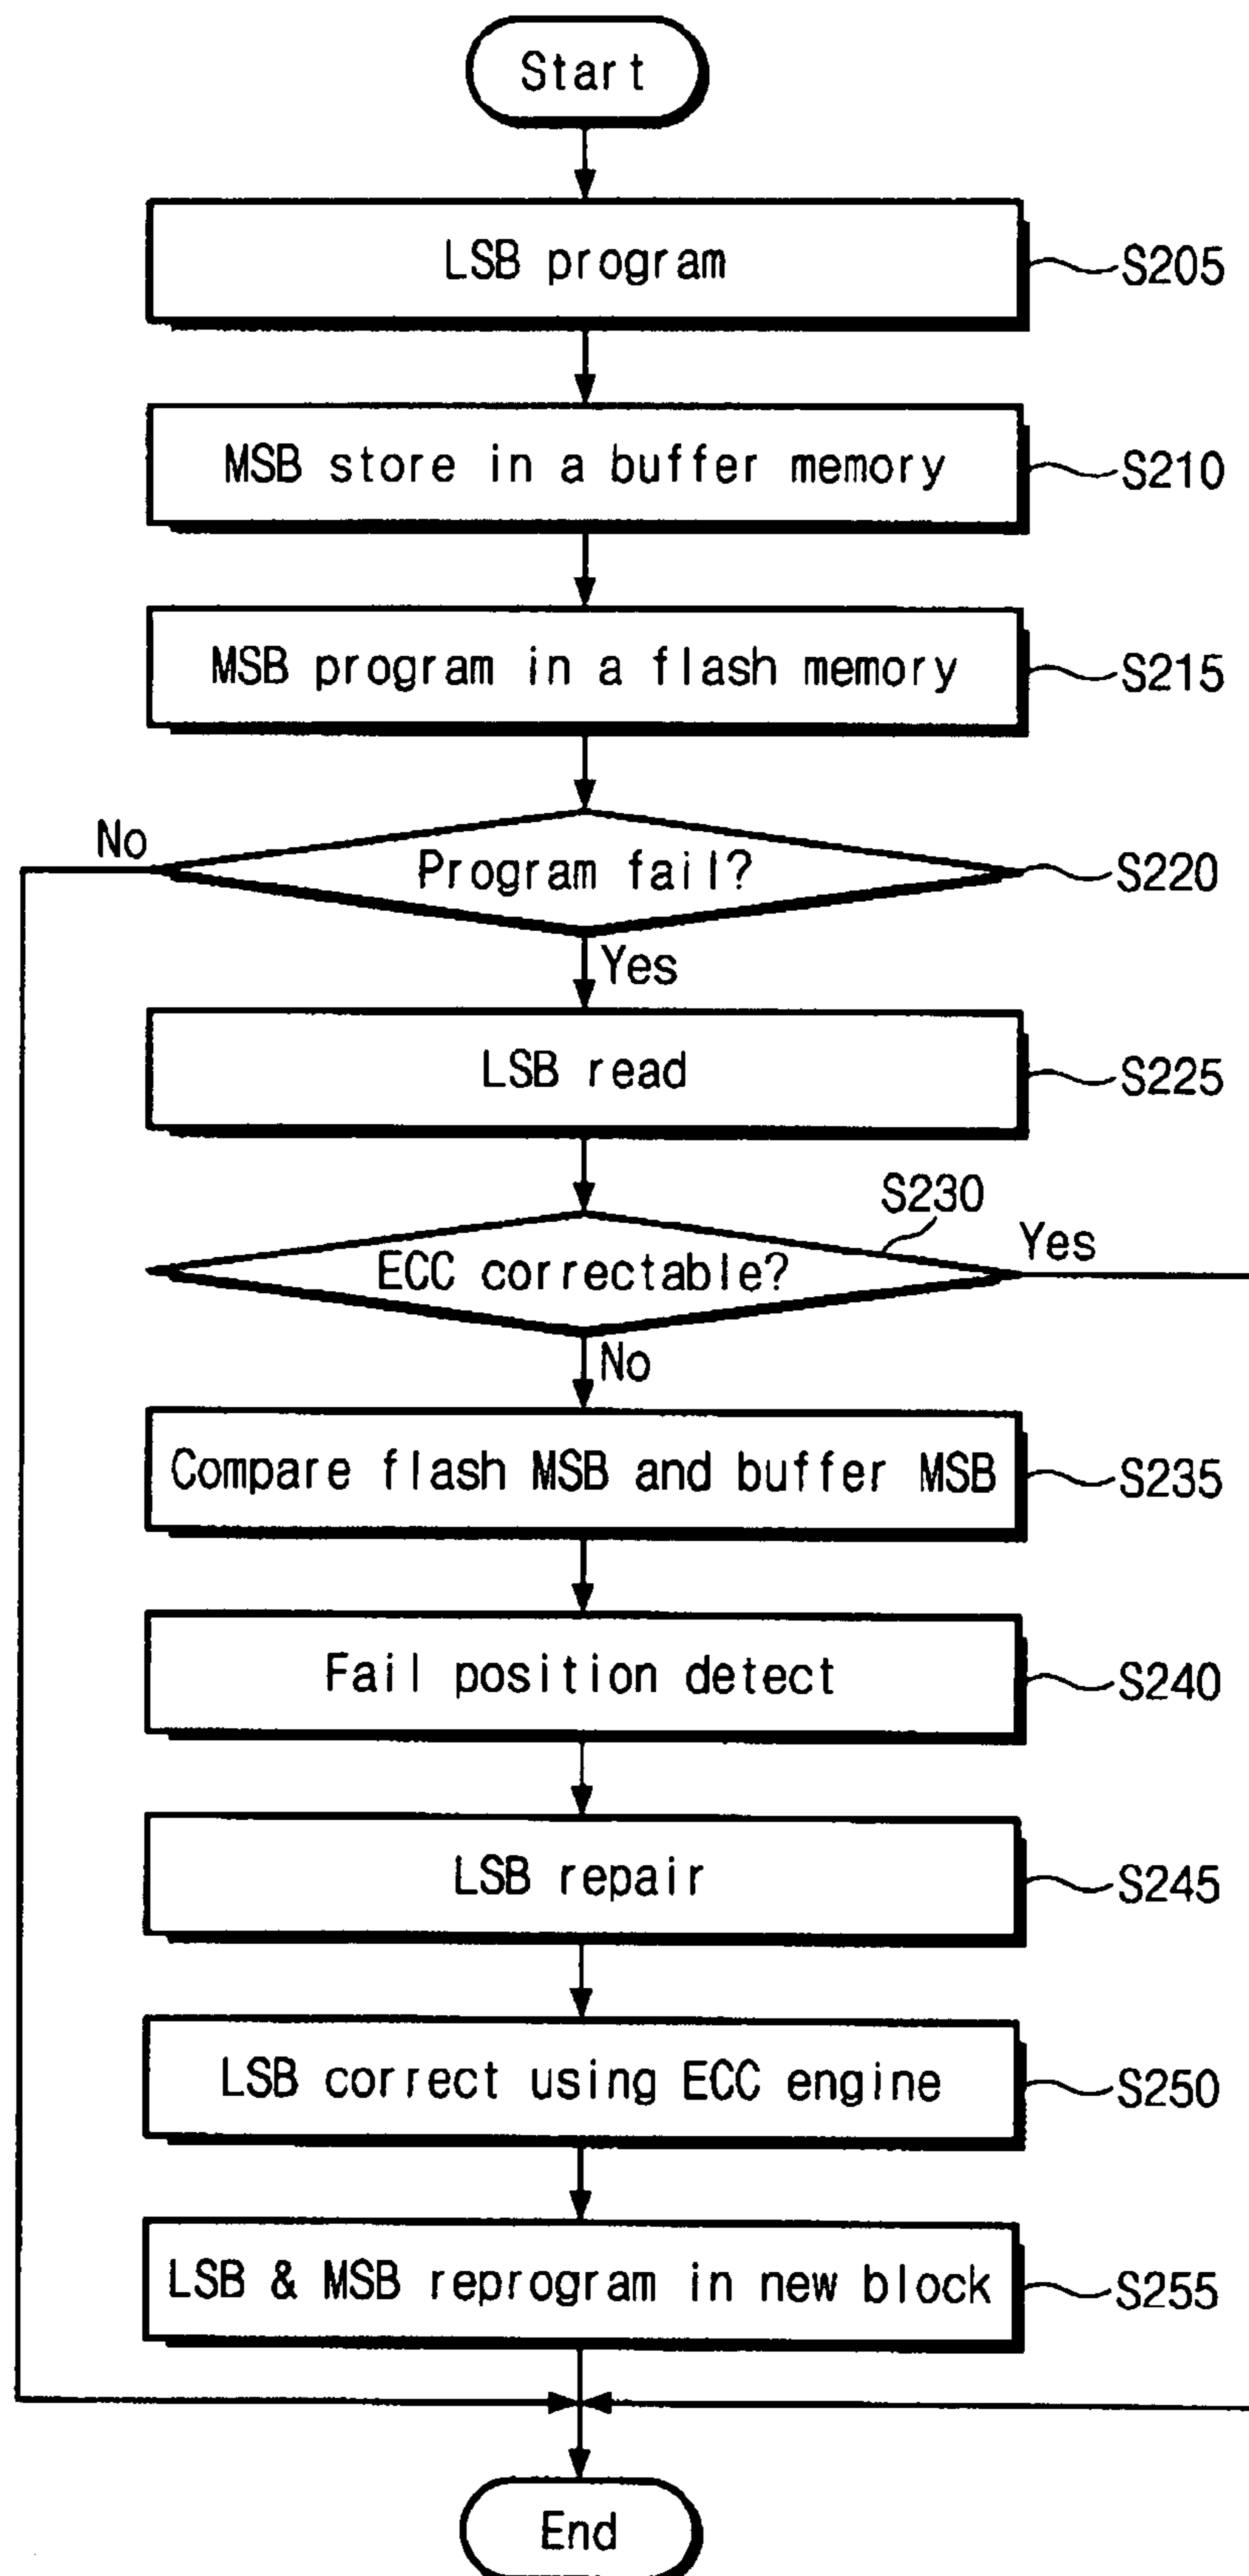 Start
LSB program
S205
MSB store in a buffer memory
S210
MSB program in a flash memory
S215
No
Program fail?
S220
Yes
LSB read
S225
S230
ECC correctable?
Yes
No
Compare flash MSB and buffer MSB
S235
Fail position detect
S240
LSB repair
S245
LSB correct using ECC engine
S250
LSB & MSB reprogram in new block
S255
End